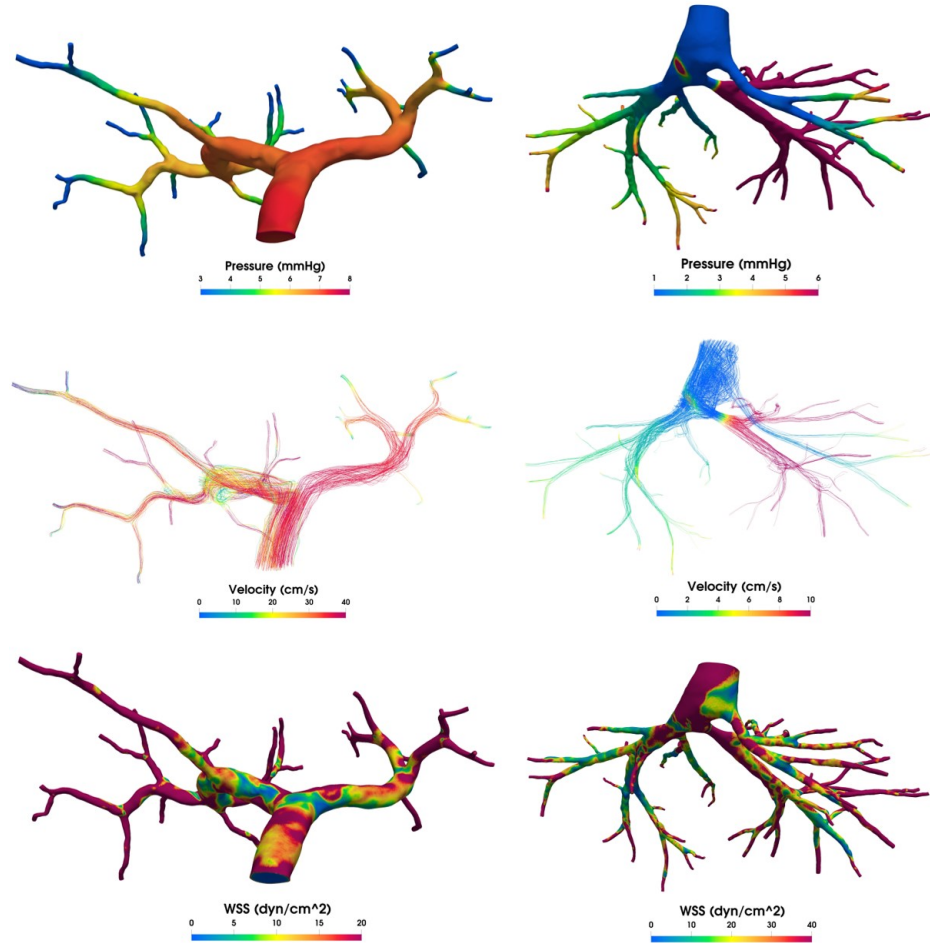 Pressure (mmHg)
3 4 5 6 7 8
Pressure (mmHg)
1 2 3 4 5 6
Velocity (cm/s)
0 10 20 30 40
Velocity (cm/s)
0 2 4 6 8 10
WSS (dyn/cm^2)
0 5 10 15 20
WSS (dyn/cm^2)
0 10 20 30 40